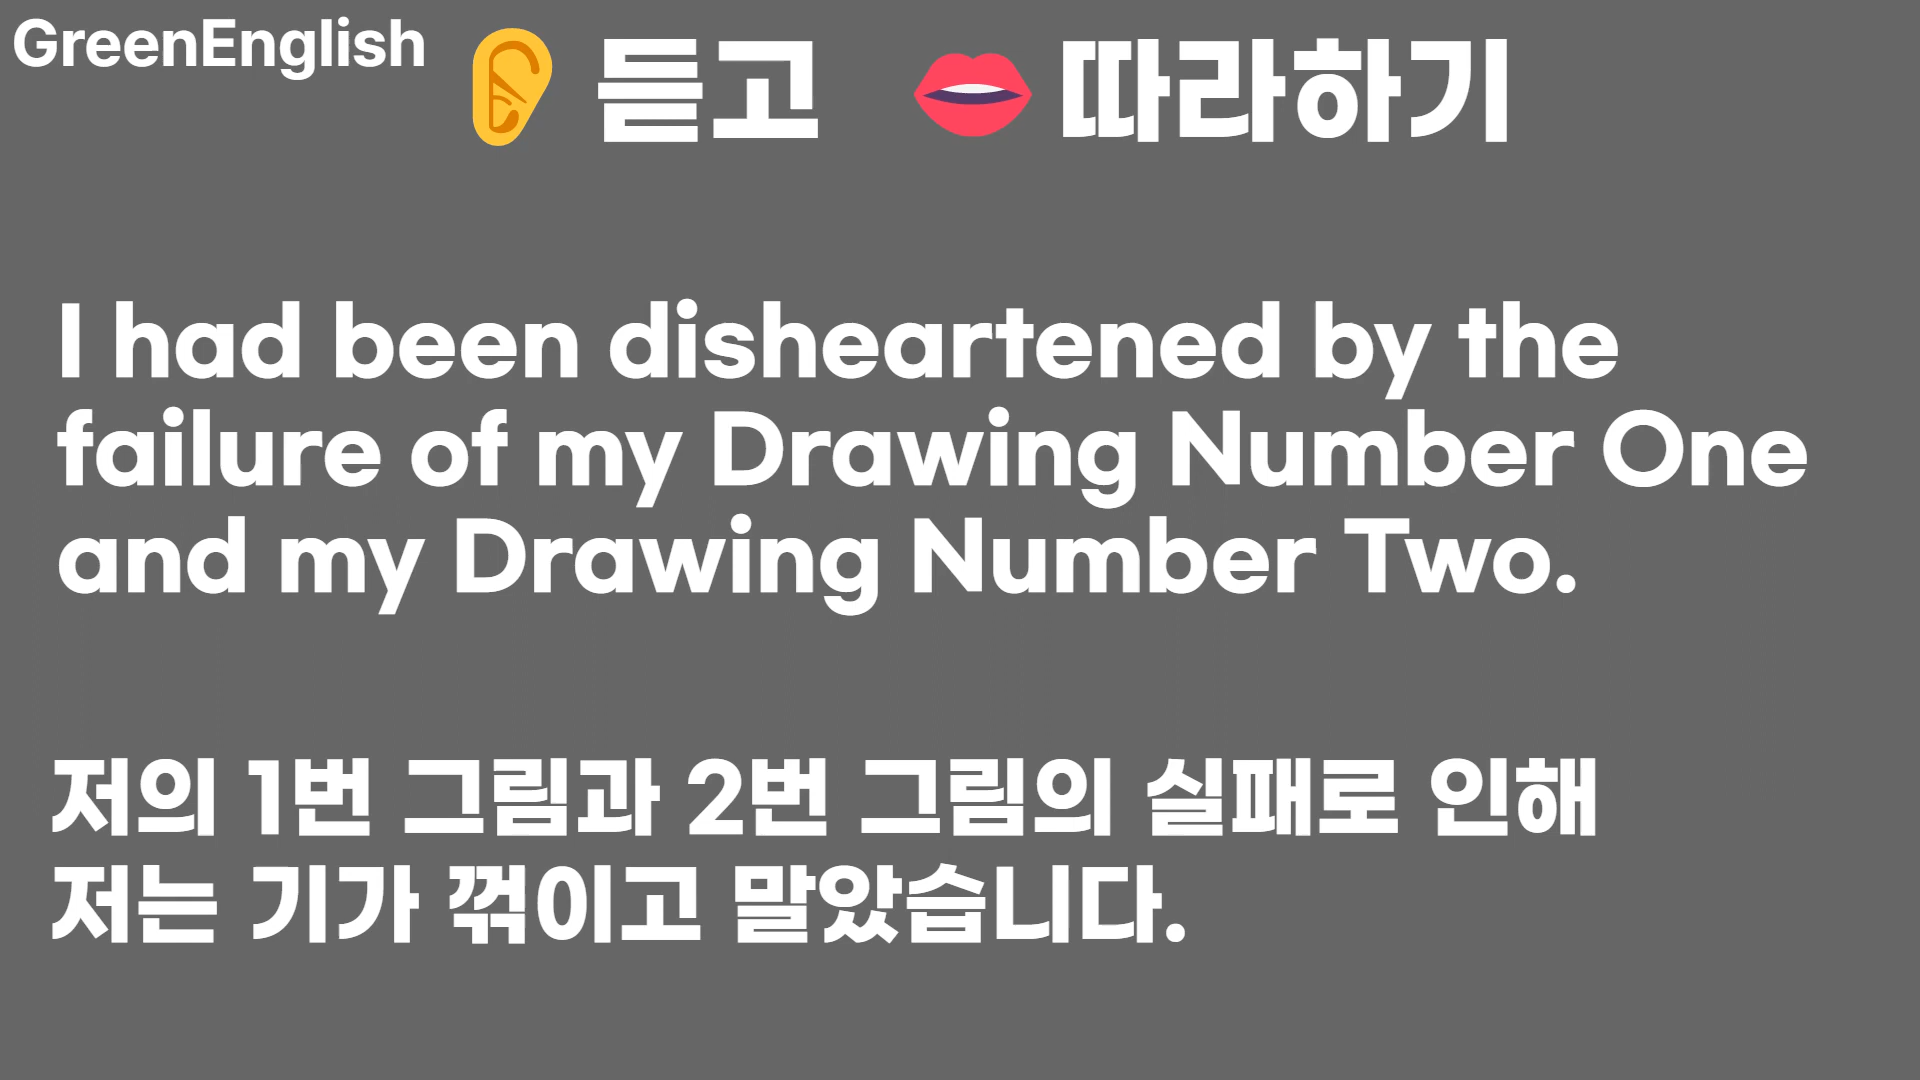 GreenEnglish
듣고 따라하기
I had been disheartened by the
failure of my Drawing Number One
and my Drawing Number Two.
저의 1번 그림과 2번 그림의 실패로 인해
저는 기가 꺾이고 말았습니다.